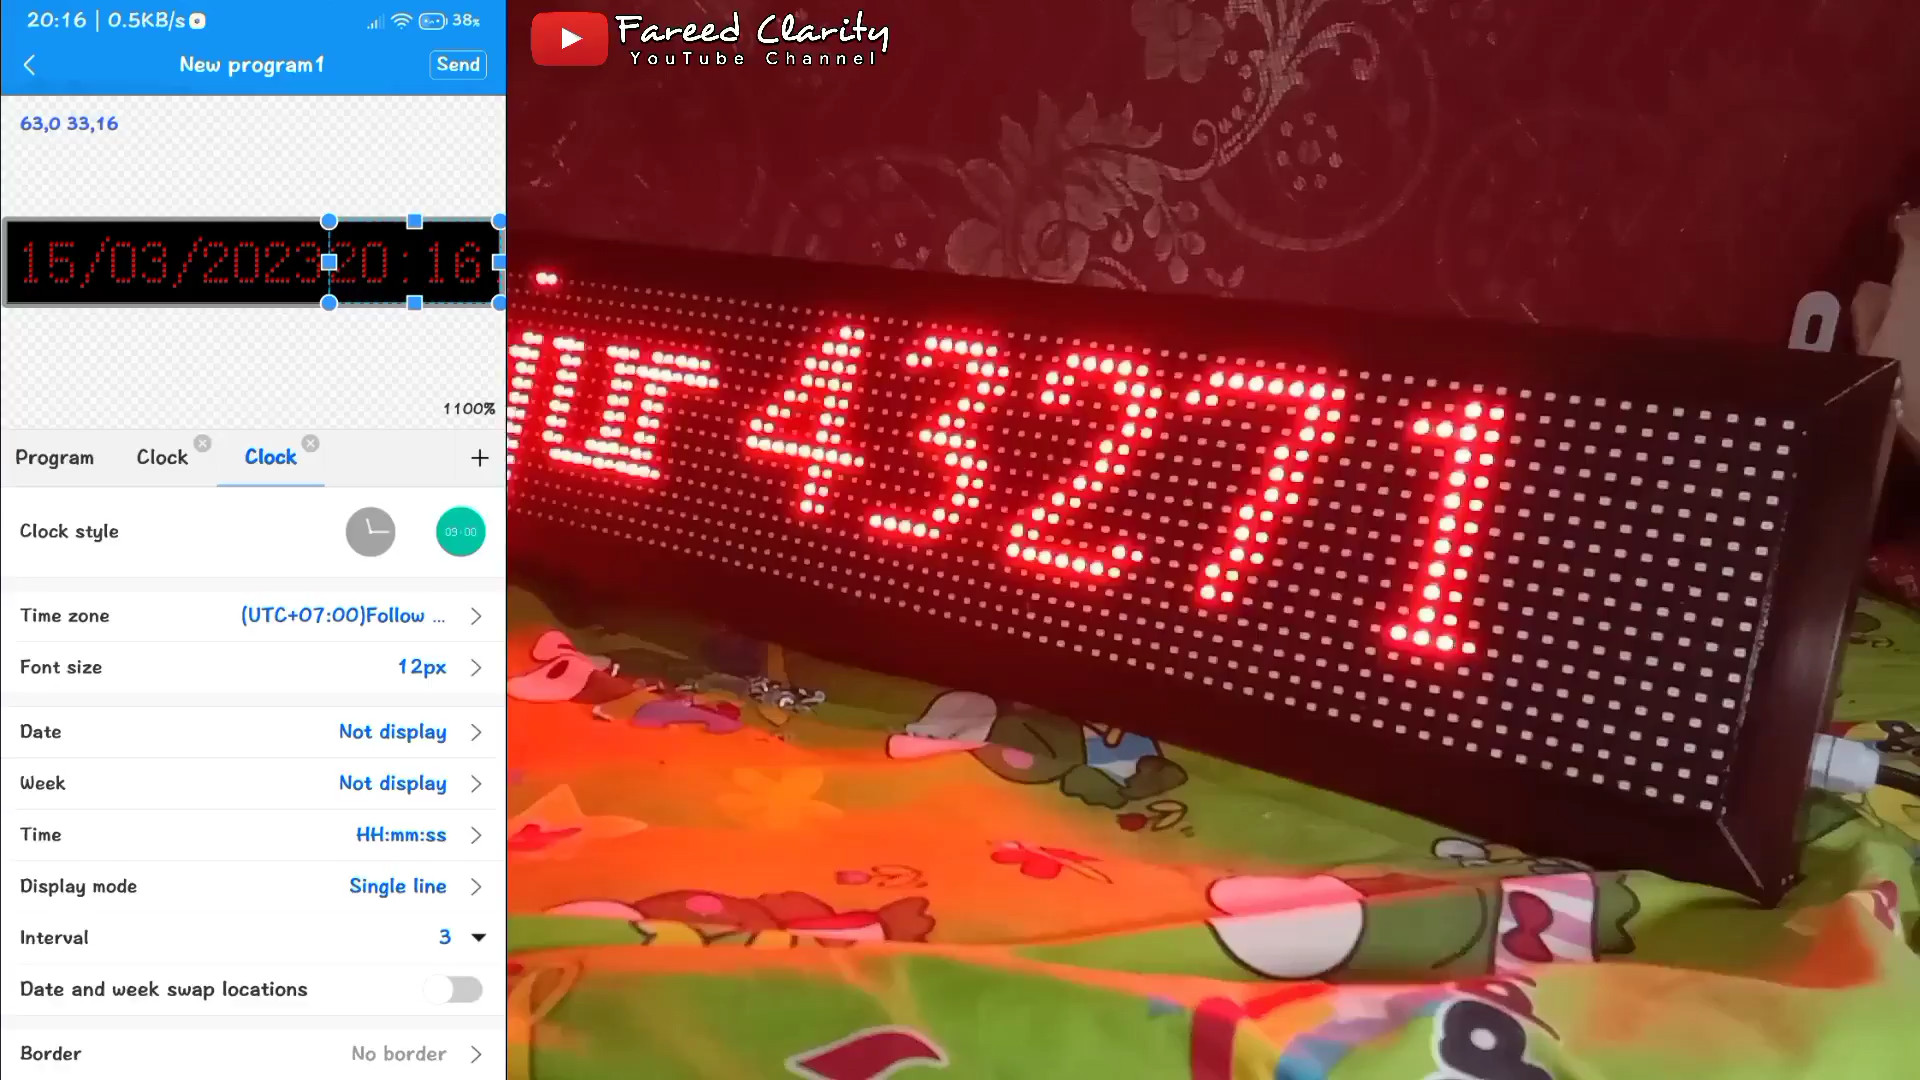 20:16 | 0.5KB/s
38%
New program1
Send
63,0 33,16
15/03/2023
20:16
1100%
Program
Clock
Clock
+
Clock style
09:00
Time zone
(UTC+07:00)Follow ...
Font size
12px
Date
Not display
Week
Not display
Time
HH:mm:ss
Display mode
Single line
Interval
3
Date and week swap locations
Border
No border
Fareed Clarity
YouTube Channel
43271